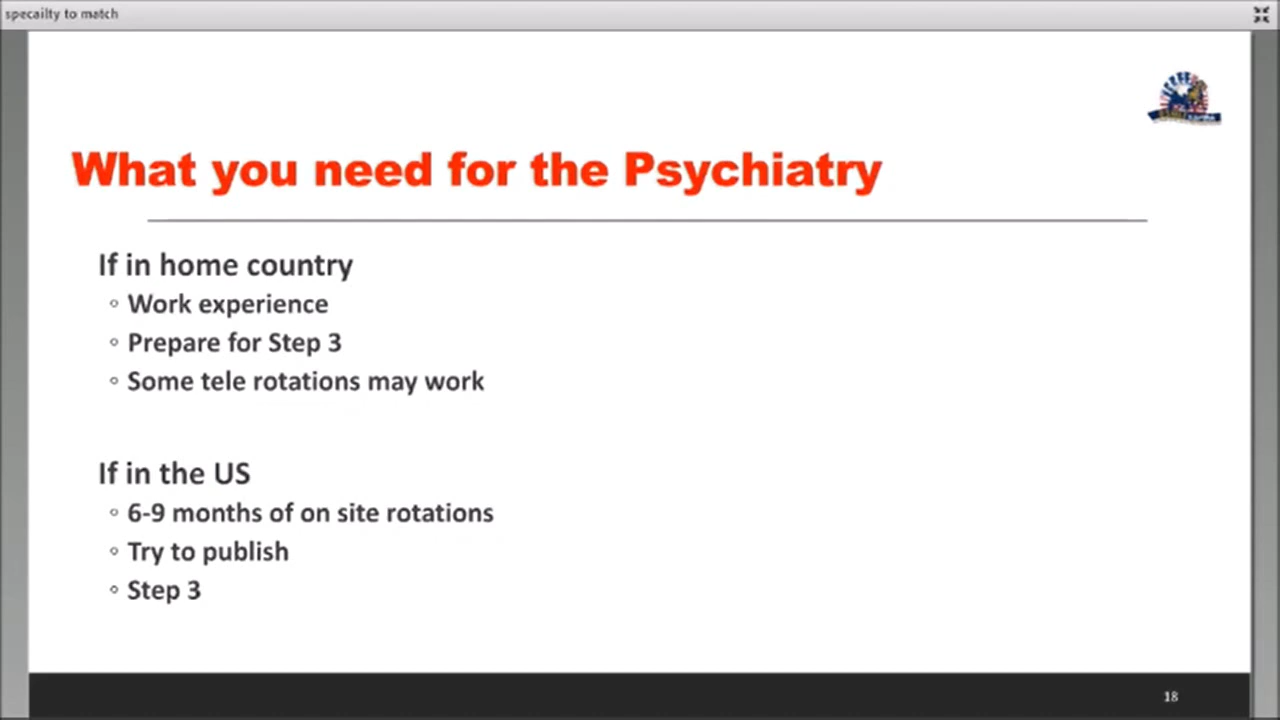 specailty to match
What you need for the Psychiatry
If in home country
◦ Work experience
◦ Prepare for Step 3
◦ Some tele rotations may work
If in the US
◦ 6-9 months of on site rotations
◦ Try to publish
◦ Step 3
18